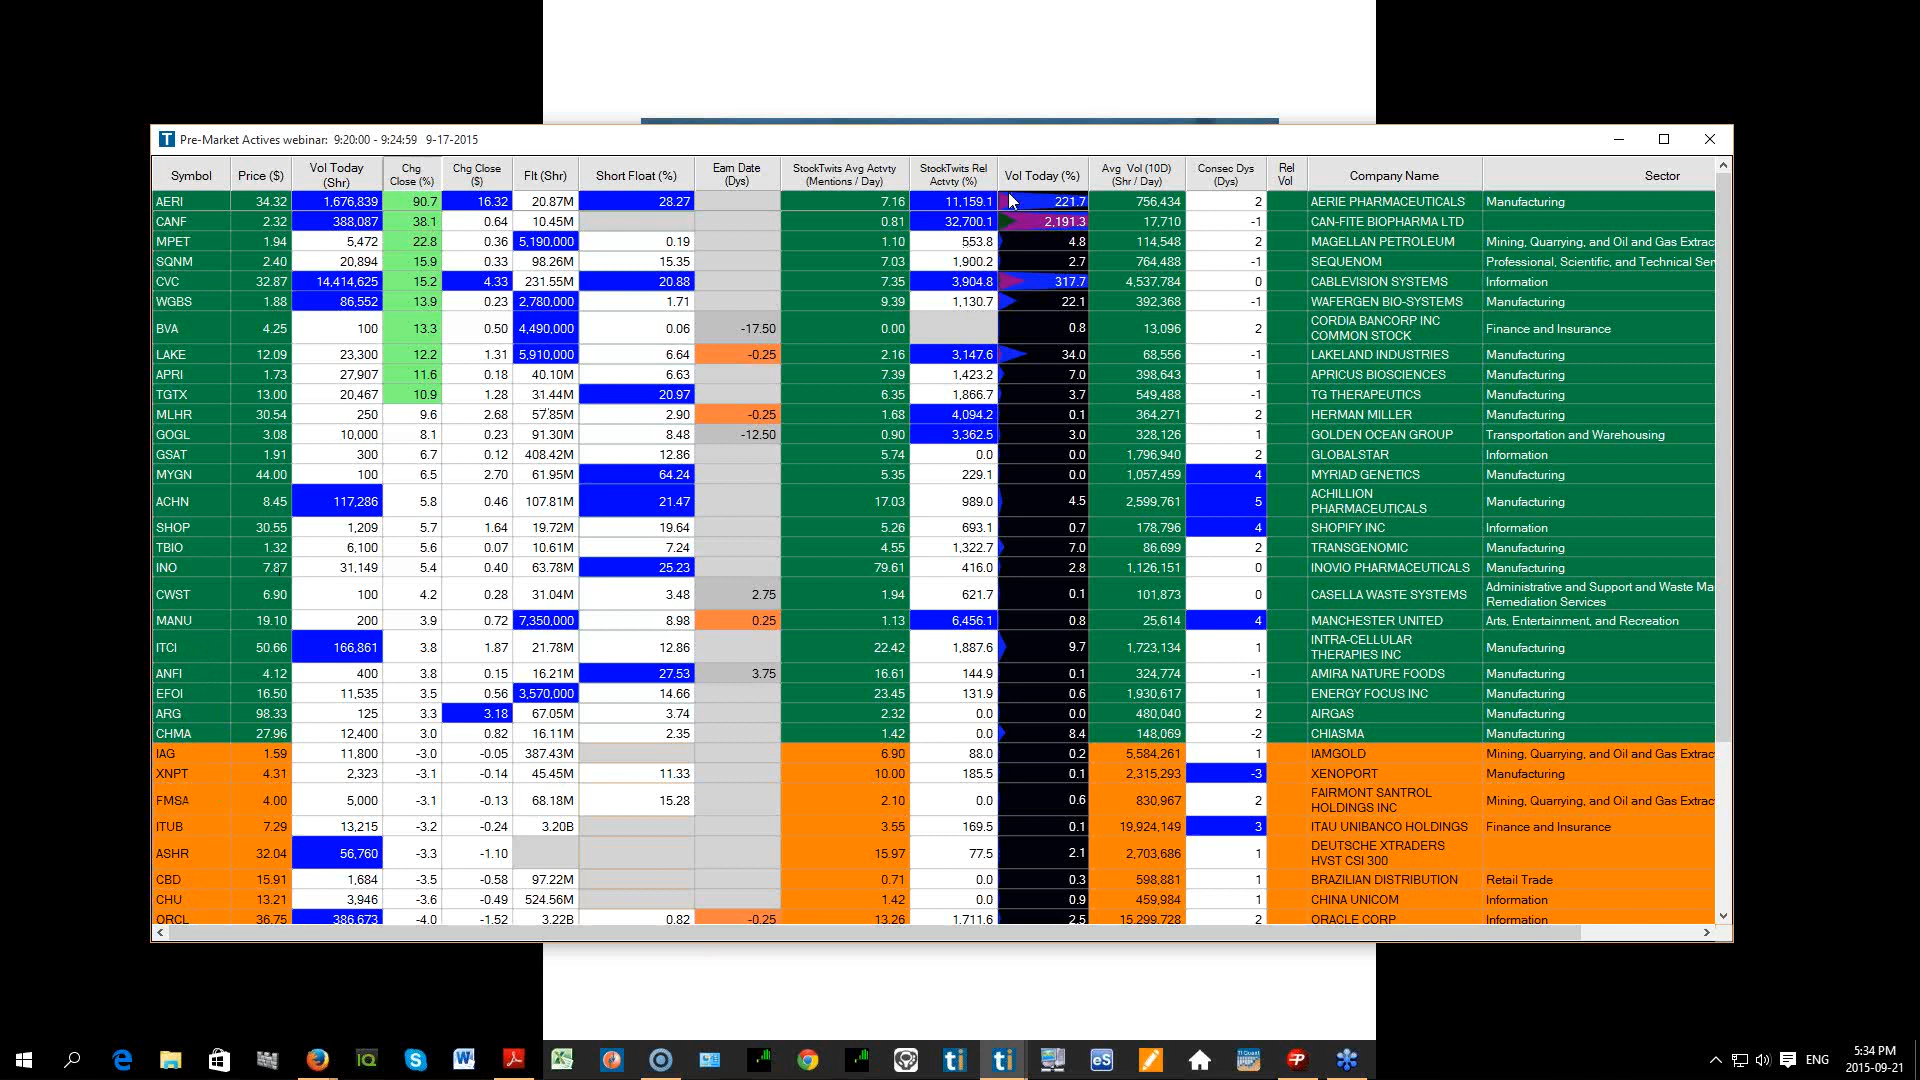 Pre-Market Actives webinar: 9:20:00 - 9:24:59 9-17-2015
Symbol Price ($) Vol Today (Shr) Chg Close (%) Chg Close ($) Flt (Shr) Short Float (%) Earn Date (Dys) StockTwits Avg Actvty (Mentions / Day) StockTwits Rel Actvty (%) Vol Today (%) Avg Vol (10D) (Shr / Day) Consec Dys (Dys) Rel Vol Company Name Sector
AERI 34.32 1,676,839 90.7 16.32 20.87M 28.27 7.16 11,159.1 221.7 756,434 2 AERIE PHARMACEUTICALS Manufacturing
CANF 2.32 388,087 38.1 0.64 10.45M 0.81 32,700.1 2,191.3 17,710 -1 CAN-FITE BIOPHARMA LTD
MPET 1.94 5,472 22.8 0.36 5,190,000 0.19 1.10 553.8 4.8 114,548 2 MAGELLAN PETROLEUM Mining, Quarrying, and Oil and Gas Extrac
SQNM 2.40 20,894 15.9 0.33 98.26M 15.35 7.03 1,900.2 2.7 764,488 -1 SEQUENOM Professional, Scientific, and Technical Ser
CVC 32.87 14,414,625 15.2 4.33 231.55M 20.88 7.35 3,904.8 317.7 4,537,784 0 CABLEVISION SYSTEMS Information
WGBS 1.88 86,552 13.9 0.23 2,780,000 1.71 9.39 1,130.7 22.1 392,368 -1 WAFERGEN BIO-SYSTEMS Manufacturing
BVA 4.25 100 13.3 0.50 4,490,000 0.06 -17.50 0.00 0.8 13,096 2 CORDIA BANCORP INC COMMON STOCK Finance and Insurance
LAKE 12.09 23,300 12.2 1.31 5,910,000 6.64 -0.25 2.16 3,147.6 34.0 68,556 -1 LAKELAND INDUSTRIES Manufacturing
APRI 1.73 27,907 11.6 0.18 40.10M 6.63 7.39 1,423.2 7.0 398,643 1 APRICUS BIOSCIENCES Manufacturing
TGTX 13.00 20,467 10.9 1.28 31.44M 20.97 6.35 1,866.7 3.7 549,488 -1 TG THERAPEUTICS Manufacturing
MLHR 30.54 250 9.6 2.68 57.85M 2.90 -0.25 1.68 4,094.2 0.1 364,271 2 HERMAN MILLER Manufacturing
GOGL 3.08 10,000 8.1 0.23 91.30M 8.48 -12.50 0.90 3,362.5 3.0 328,126 1 GOLDEN OCEAN GROUP Transportation and Warehousing
GSAT 1.91 300 6.7 0.12 408.42M 12.86 5.74 0.0 0.0 1,796,940 2 GLOBALSTAR Information
MYGN 44.00 100 6.5 2.70 61.95M 64.24 5.35 229.1 0.0 1,057,459 4 MYRIAD GENETICS Manufacturing
ACHN 8.45 117,286 5.8 0.46 107.81M 21.47 17.03 989.0 4.5 2,599,761 5 ACHILLION PHARMACEUTICALS Manufacturing
SHOP 30.55 1,209 5.7 1.64 19.72M 19.64 5.26 693.1 0.7 178,796 4 SHOPIFY INC Information
TBIO 1.32 6,100 5.6 0.07 10.61M 7.24 4.55 1,322.7 7.0 86,699 2 TRANSGENOMIC Manufacturing
INO 7.87 31,149 5.4 0.40 63.78M 25.23 79.61 416.0 2.8 1,126,151 0 INOVIO PHARMACEUTICALS Manufacturing
CWST 6.90 100 4.2 0.28 31.04M 3.48 2.75 1.94 621.7 0.1 101,873 0 CASELLA WASTE SYSTEMS Administrative and Support and Waste Ma Remediation Services
MANU 19.10 200 3.9 0.72 7,350,000 8.98 0.25 1.13 6,456.1 0.8 25,614 4 MANCHESTER UNITED Arts, Entertainment, and Recreation
ITCI 50.66 166,861 3.8 1.87 21.78M 12.86 22.42 1,887.6 9.7 1,723,134 1 INTRA-CELLULAR THERAPIES INC Manufacturing
ANFI 4.12 400 3.8 0.15 16.21M 27.53 3.75 16.61 144.9 0.1 324,774 -1 AMIRA NATURE FOODS Manufacturing
EFOI 16.50 11,535 3.5 0.56 3,570,000 14.66 23.45 131.9 0.6 1,930,617 1 ENERGY FOCUS INC Manufacturing
ARG 98.33 125 3.3 3.18 67.05M 3.74 2.32 0.0 0.0 480,040 2 AIRGAS Manufacturing
CHMA 27.96 12,400 3.0 0.82 16.11M 2.35 1.42 0.0 8.4 148,069 -2 CHIASMA Manufacturing
IAG 1.59 11,800 -3.0 -0.05 387.43M 6.90 88.0 0.2 5,584,261 1 IAMGOLD Mining, Quarrying, and Oil and Gas Extrac
XNPT 4.31 2,323 -3.1 -0.14 45.45M 11.33 10.00 185.5 0.1 2,315,293 -3 XENOPORT Manufacturing
FMSA 4.00 5,000 -3.1 -0.13 68.18M 15.28 2.10 0.0 0.6 830,967 2 FAIRMONT SANTROL HOLDINGS INC Mining, Quarrying, and Oil and Gas Extrac
ITUB 7.29 13,215 -3.2 -0.24 3.20B 3.55 169.5 0.1 19,924,149 3 ITAU UNIBANCO HOLDINGS Finance and Insurance
ASHR 32.04 56,760 -3.3 -1.10 15.97 77.5 2.1 2,703,686 1 DEUTSCHE XTRADERS HVST CSI 300
CBD 15.91 1,684 -3.5 -0.58 97.22M 0.71 0.0 0.3 598,881 1 BRAZILIAN DISTRIBUTION Retail Trade
CHU 13.21 3,946 -3.6 -0.49 524.56M 1.42 0.0 0.9 459,984 1 CHINA UNICOM Information
ORCL 36.75 386,673 -4.0 -1.52 3.22B 0.82 -0.25 13.26 1,711.6 2.5 15,299,728 2 ORACLE CORP Information
ENG
5:34 PM
2015-09-21